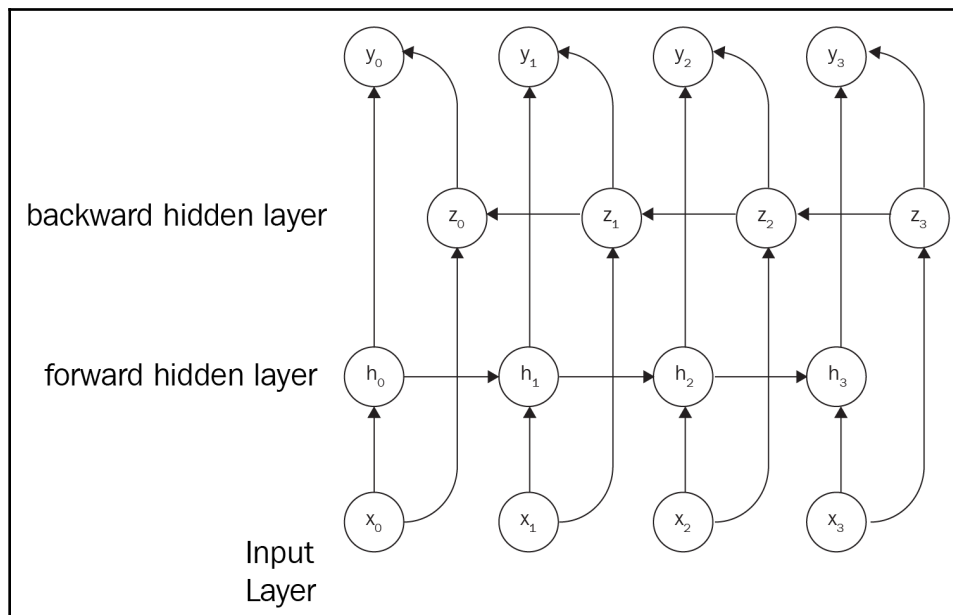 y₀ y₁ y₂ y₃
backward hidden layer z₀ z₁ z₂ z₃
forward hidden layer h₀ h₁ h₂ h₃
x₀ x₁ x₂ x₃
Input
Layer